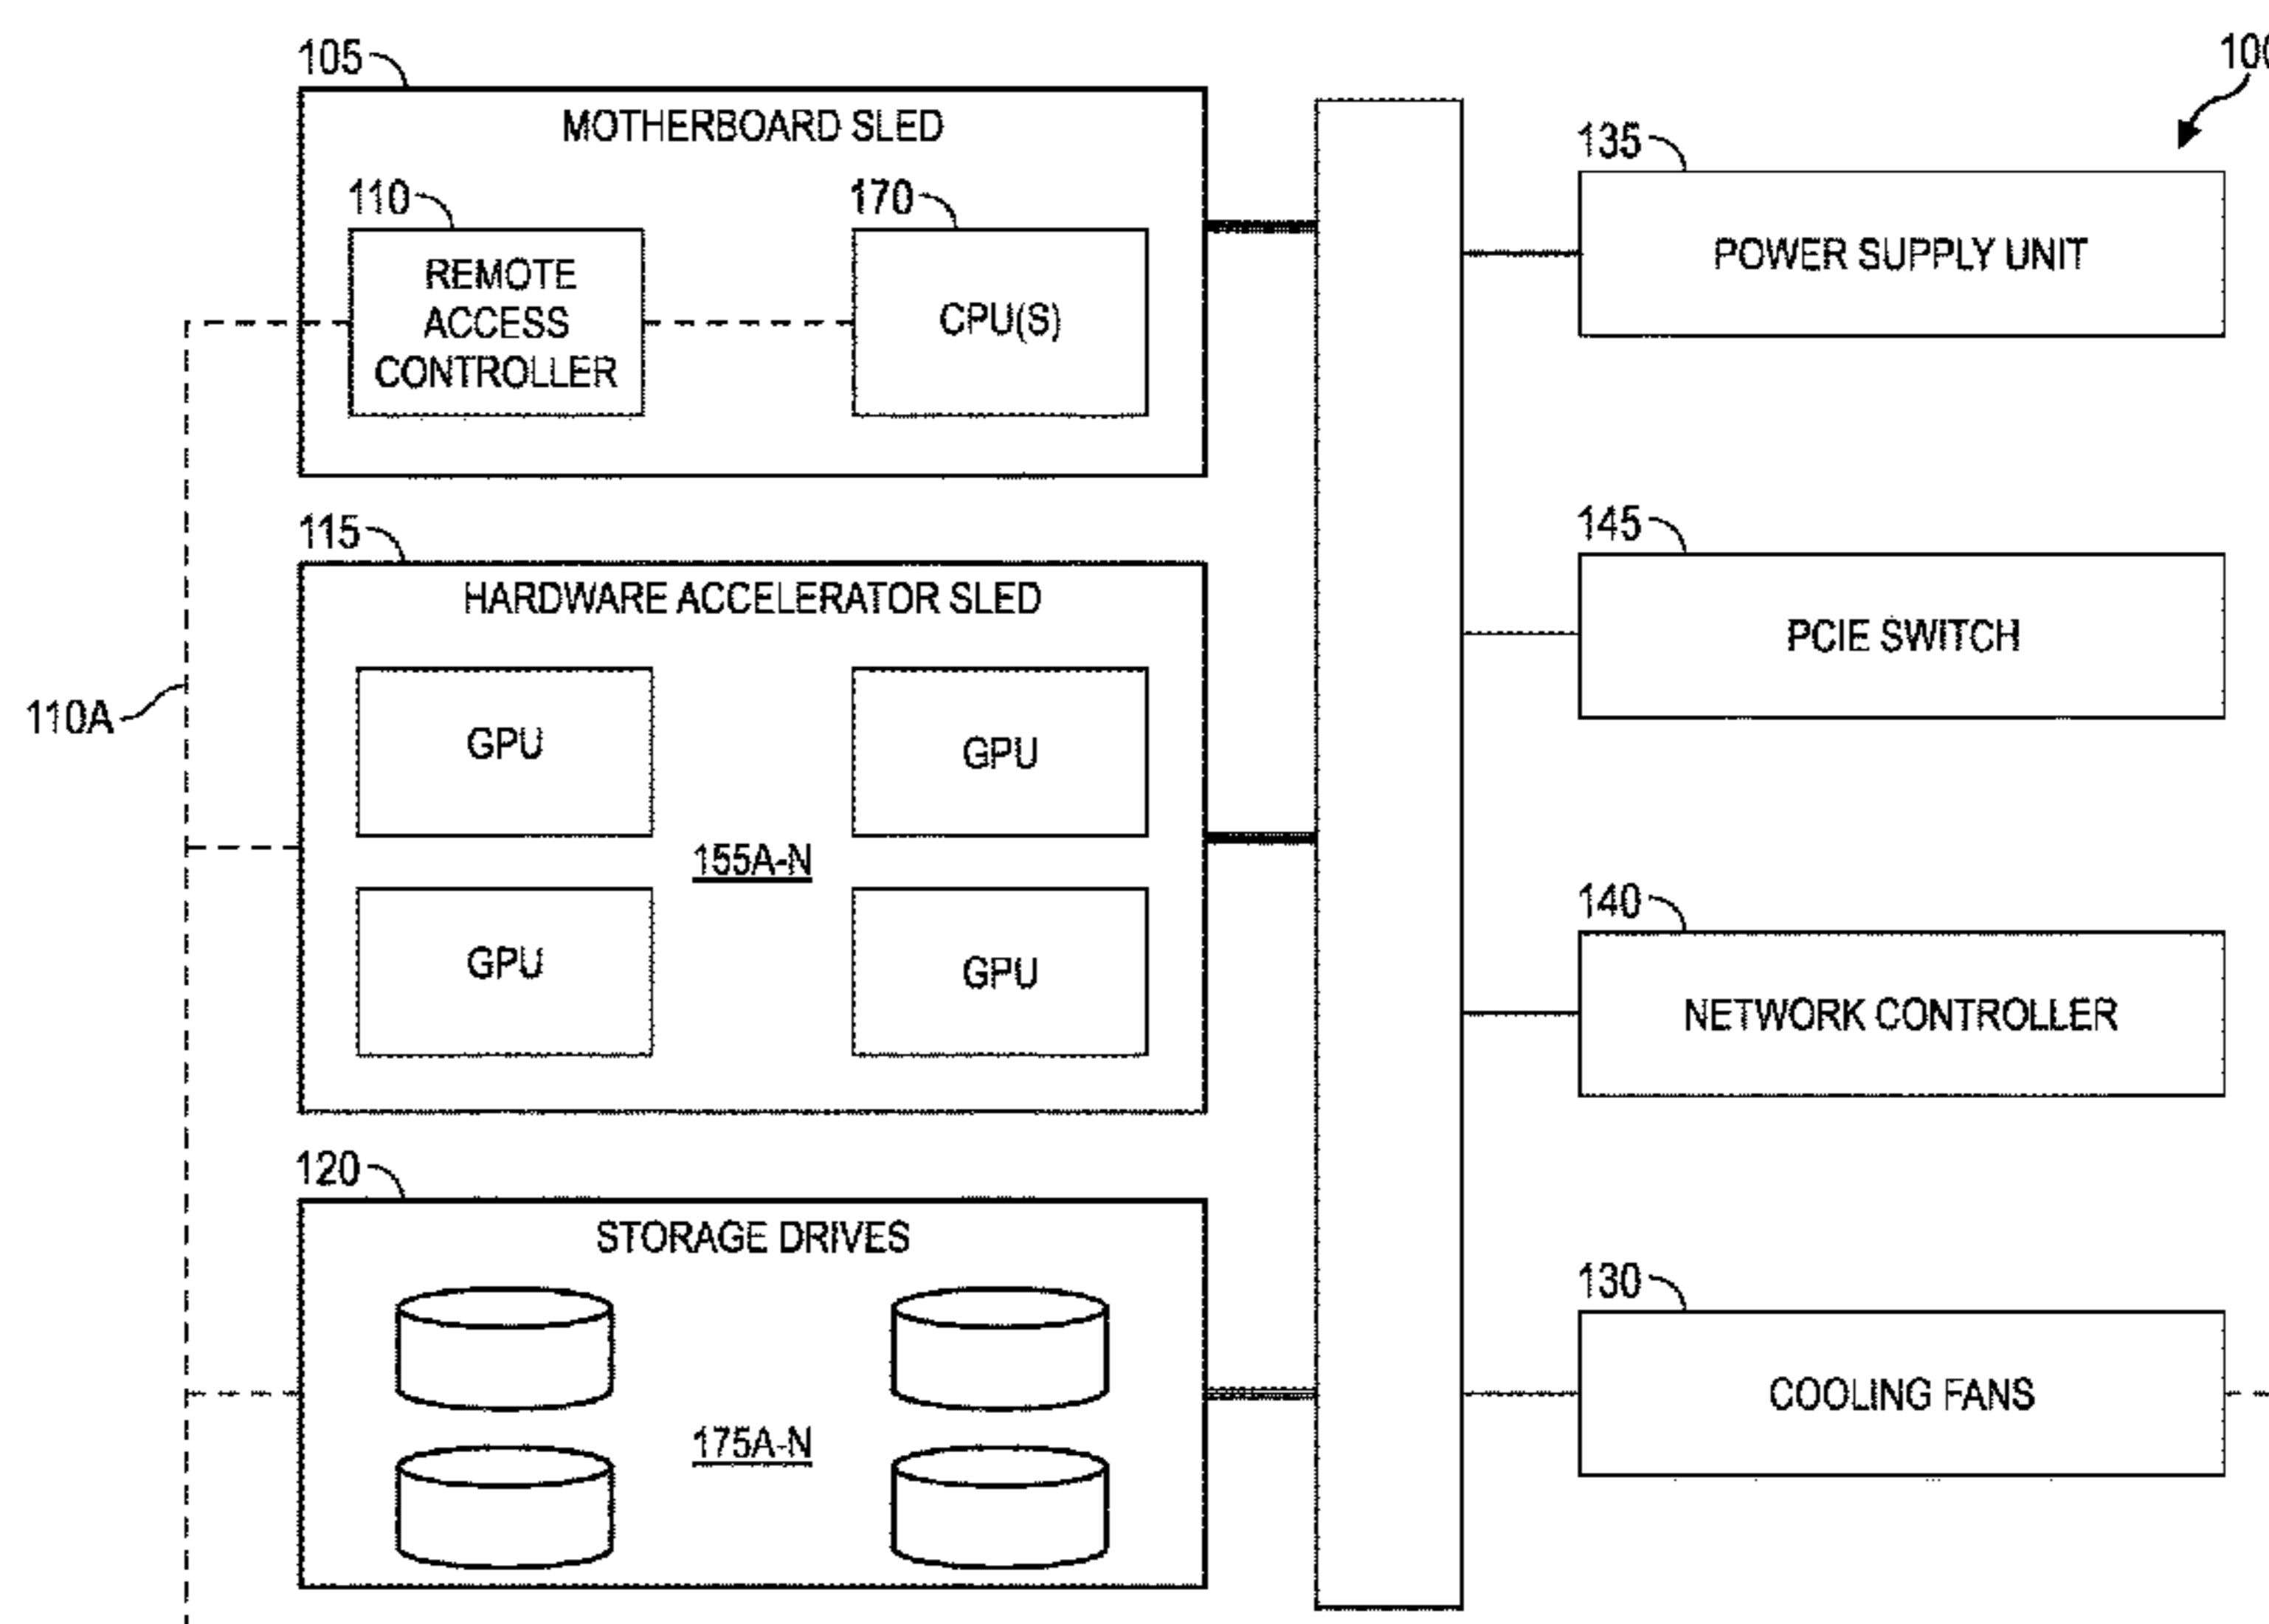 105
MOTHERBOARD SLED
110
170
REMOTE
ACCESS
CONTROLLER
CPU(S)
115
HARDWARE ACCELERATOR SLED
GPU
GPU
110A
155A-N
GPU
GPU
120
STORAGE DRIVES
175A-N
100
135
POWER SUPPLY UNIT
145
PCIE SWITCH
140
NETWORK CONTROLLER
130
COOLING FANS